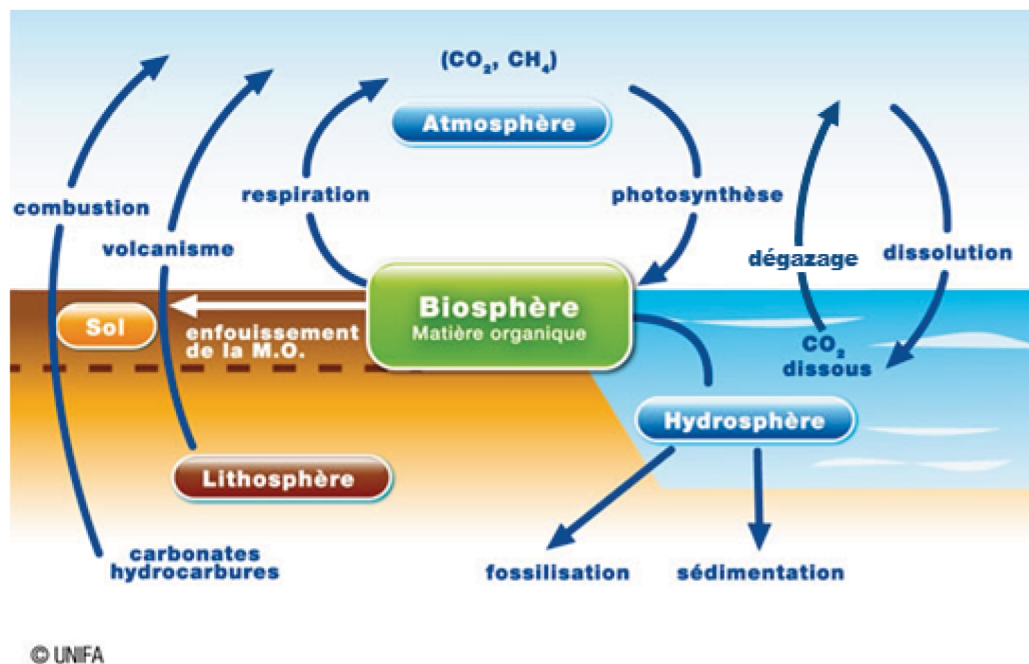 (CO₂, CH₄)
Atmosphère
respiration
photosynthèse
combustion
volcanisme
dégazage
dissolution
Biosphère
Matière organique
Sol
enfouissement
de la M.O.
CO₂
dissous
Hydrosphère
Lithosphère
carbonates
hydrocarbures
fossilisation
sédimentation
© UNIFA